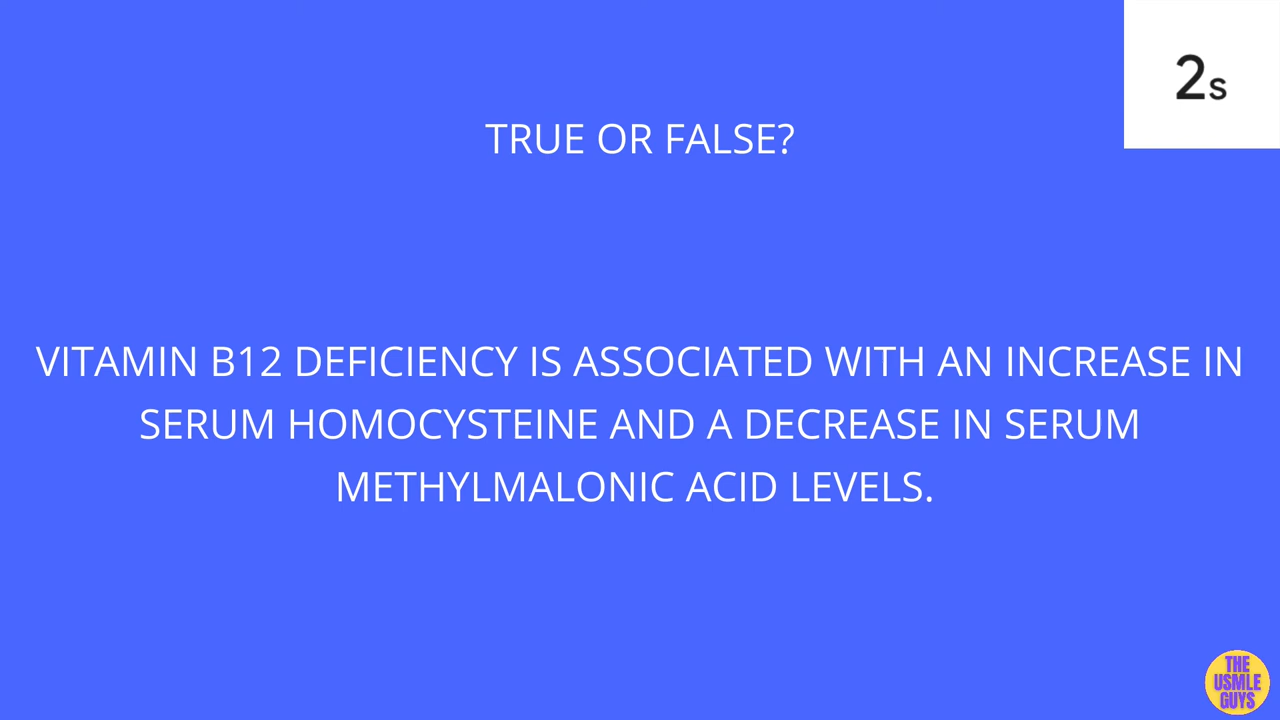 2s
TRUE OR FALSE?
VITAMIN B12 DEFICIENCY IS ASSOCIATED WITH AN INCREASE IN
SERUM HOMOCYSTEINE AND A DECREASE IN SERUM
METHYLMALONIC ACID LEVELS.
THE
USMLE
GUYS